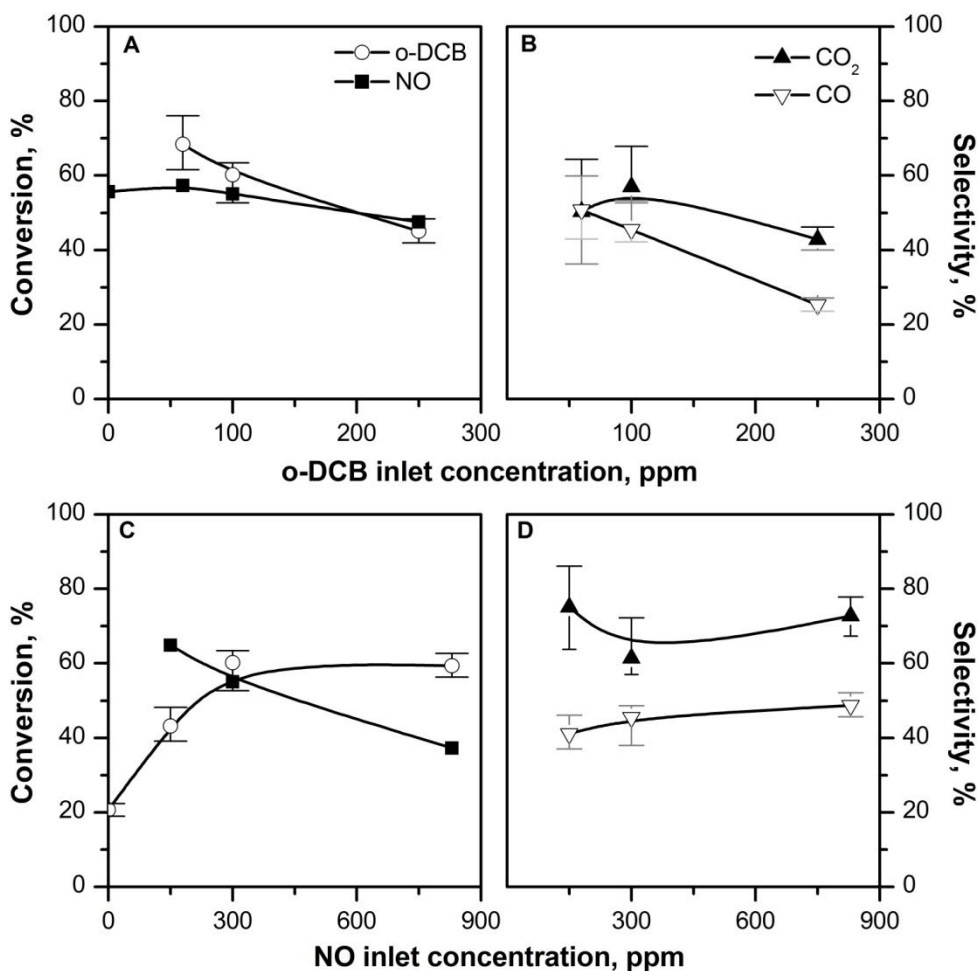 A
o-DCB
NO
B
CO₂
CO
Conversion, %
100
80
60
40
20
0
Selectivity, %
100
80
60
40
20
0
0 100 200 300
100 200 300
o-DCB inlet concentration, ppm
C
D
Conversion, %
100
80
60
40
20
0
Selectivity, %
100
80
60
40
20
0
0 300 600 900
300 600 900
NO inlet concentration, ppm